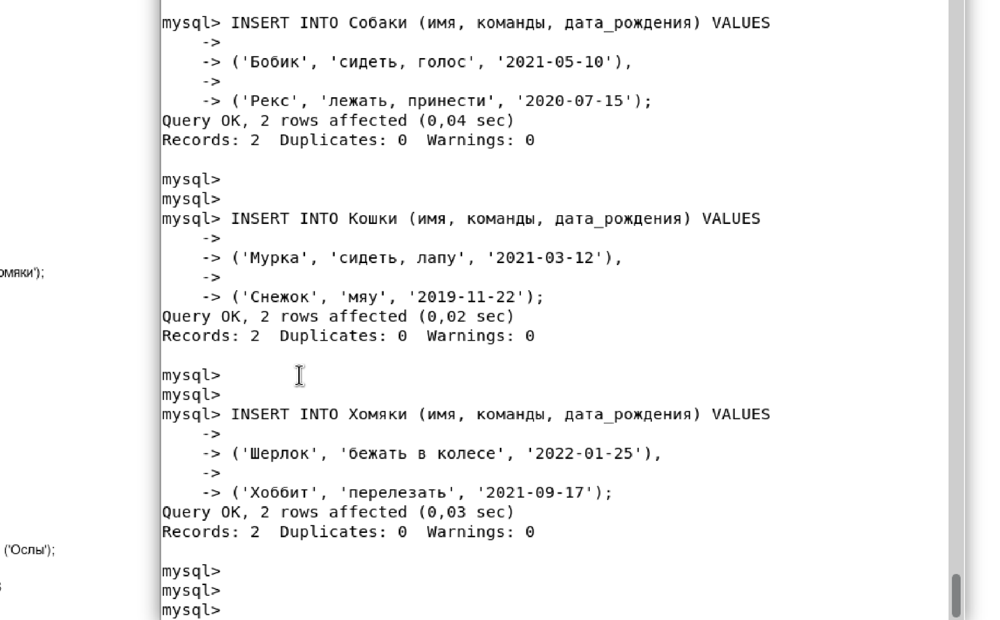 mysql> INSERT INTO Собаки (имя, команды, дата_рождения) VALUES
->
-> ('Бобик', 'сидеть, голос', '2021-05-10'),
->
-> ('Рекс', 'лежать, принести', '2020-07-15');
Query OK, 2 rows affected (0,04 sec)
Records: 2  Duplicates: 0  Warnings: 0
mysql>
mysql>
mysql> INSERT INTO Кошки (имя, команды, дата_рождения) VALUES
->
-> ('Мурка', 'сидеть, лапу', '2021-03-12'),
омяки');
->
-> ('Снежок', 'мяу', '2019-11-22');
Query OK, 2 rows affected (0,02 sec)
Records: 2  Duplicates: 0  Warnings: 0
mysql>
mysql>
mysql> INSERT INTO Хомяки (имя, команды, дата_рождения) VALUES
->
-> ('Шерлок', 'бежать в колесе', '2022-01-25'),
->
-> ('Хоббит', 'перелезать', '2021-09-17');
Query OK, 2 rows affected (0,03 sec)
Records: 2  Duplicates: 0  Warnings: 0
('Ослы');
mysql>
mysql>
mysql>